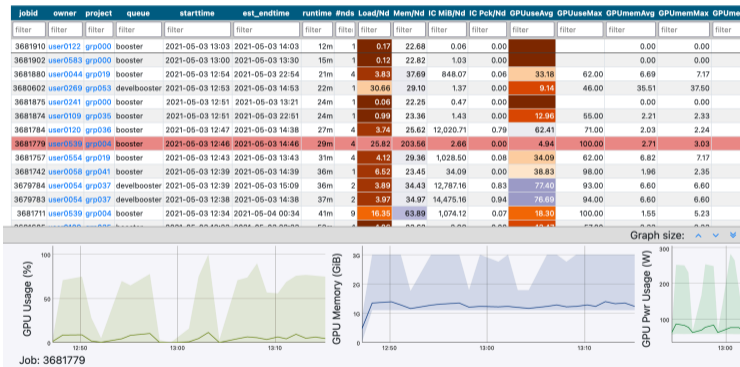 jobid owner project queue starttime est_endtime runtime #nds Load/Nd Mem/Nd IC MiB/Nd IC Pck/Nd GPUuseAvg GPUuseMax GPUmemAvg GPUmemMax GPUme
filter filter filter filter filter filter filter filter filter filter filter filter filter filter filter filter filter
3681910 user0122 grp000 booster 2021-05-03 13:03 2021-05-03 14:03 12m 1 0.17 22.68 0.06 0.00 0.00 0.00
3681902 user0583 grp000 booster 2021-05-03 13:00 2021-05-03 13:30 15m 1 0.12 22.82 1.03 0.00 0.00 0.00
3681880 user0044 grp019 booster 2021-05-03 12:54 2021-05-03 22:54 21m 4 3.83 37.69 848.07 0.06 33.18 62.00 6.69 7.17
3680602 user0269 grp053 develbooster 2021-05-03 12:53 2021-05-03 14:53 22m 1 30.66 29.10 1.37 0.00 9.14 46.00 35.51 37.50
3681875 user0241 grp000 booster 2021-05-03 12:51 2021-05-03 13:21 24m 1 0.06 22.25 0.47 0.00 0.00 0.00
3681874 user0109 grp035 booster 2021-05-03 12:51 2021-05-03 22:51 24m 1 0.99 23.36 1.43 0.00 12.96 55.00 2.21 2.33
3681784 user0120 grp036 booster 2021-05-03 12:47 2021-05-03 14:38 27m 4 3.74 25.62 12,020.71 0.79 62.41 71.00 2.03 2.24
3681779 user0539 grp004 booster 2021-05-03 12:46 2021-05-03 14:46 29m 4 25.82 203.56 2.66 0.00 4.94 100.00 2.71 3.03
3681757 user0554 grp019 booster 2021-05-03 12:43 2021-05-03 13:43 31m 4 4.12 29.36 1,028.50 0.08 34.09 62.00 6.82 7.17
3681742 user0058 grp041 booster 2021-05-03 12:39 2021-05-03 14:39 36m 1 6.52 23.45 34.09 0.00 38.83 98.00 1.96 2.35
3679784 user0054 grp037 develbooster 2021-05-03 12:39 2021-05-03 15:09 36m 2 3.89 34.43 12,787.16 0.83 77.40 93.00 6.60 6.60
3679783 user0054 grp037 develbooster 2021-05-03 12:38 2021-05-03 14:38 37m 2 3.97 34.97 14,475.16 0.94 76.69 94.00 6.60 6.60
3681711 user0539 grp004 booster 2021-05-03 12:34 2021-05-04 00:34 41m 9 16.35 63.89 1,074.12 0.07 18.30 100.00 1.55 5.23
Graph size:
GPU Usage (%) 100 50 0 12:50 13:00 13:10
GPU Memory (GiB) 30 20 10 0 12:50 13:00 13:10
GPU Pwr Usage (W) 300 200 100 0 13:00
Job: 3681779